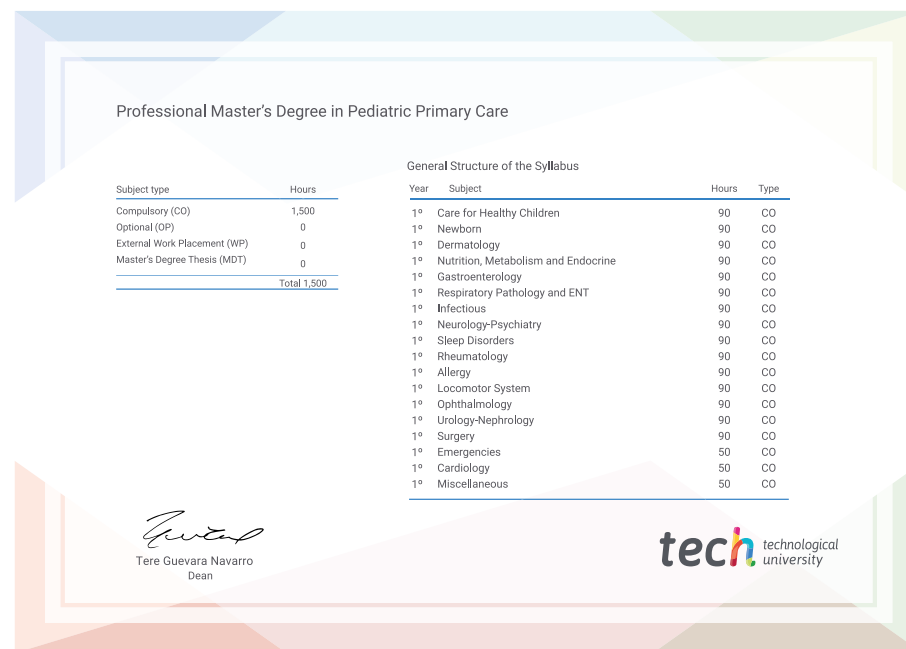 Professional Master's Degree in Pediatric Primary Care
Subject type Hours
Compulsory (CO) 1,500
Optional (OP) 0
External Work Placement (WP) 0
Master's Degree Thesis (MDT) 0
Total 1,500
General Structure of the Syllabus
Year Subject Hours Type
1º Care for Healthy Children 90 CO
1º Newborn 90 CO
1º Dermatology 90 CO
1º Nutrition, Metabolism and Endocrine 90 CO
1º Gastroenterology 90 CO
1º Respiratory Pathology and ENT 90 CO
1º Infectious 90 CO
1º Neurology-Psychiatry 90 CO
1º Sleep Disorders 90 CO
1º Rheumatology 90 CO
1º Allergy 90 CO
1º Locomotor System 90 CO
1º Ophthalmology 90 CO
1º Urology-Nephrology 90 CO
1º Surgery 90 CO
1º Emergencies 50 CO
1º Cardiology 50 CO
1º Miscellaneous 50 CO
Tere Guevara Navarro
Dean
tech technological
university